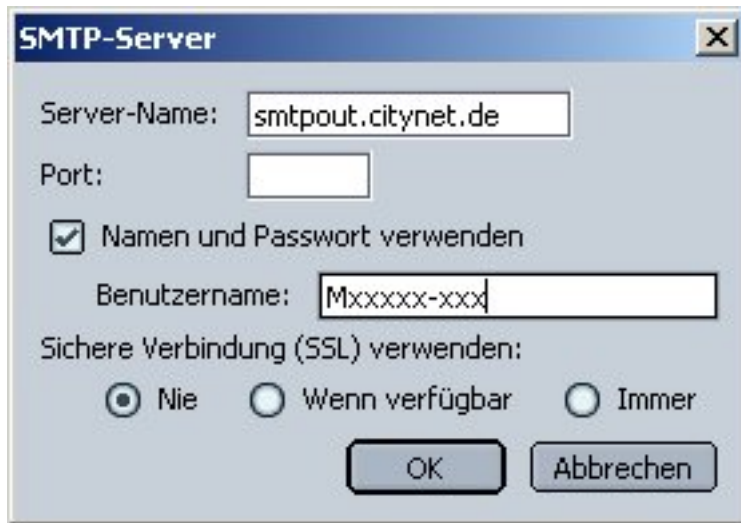 SMTP-Server
Server-Name: smtpout.citynet.de
Port:
Namen und Passwort verwenden
Benutzername: Mxxxxx-xxx
Sichere Verbindung (SSL) verwenden:
Nie Wenn verfügbar Immer
OK Abbrechen